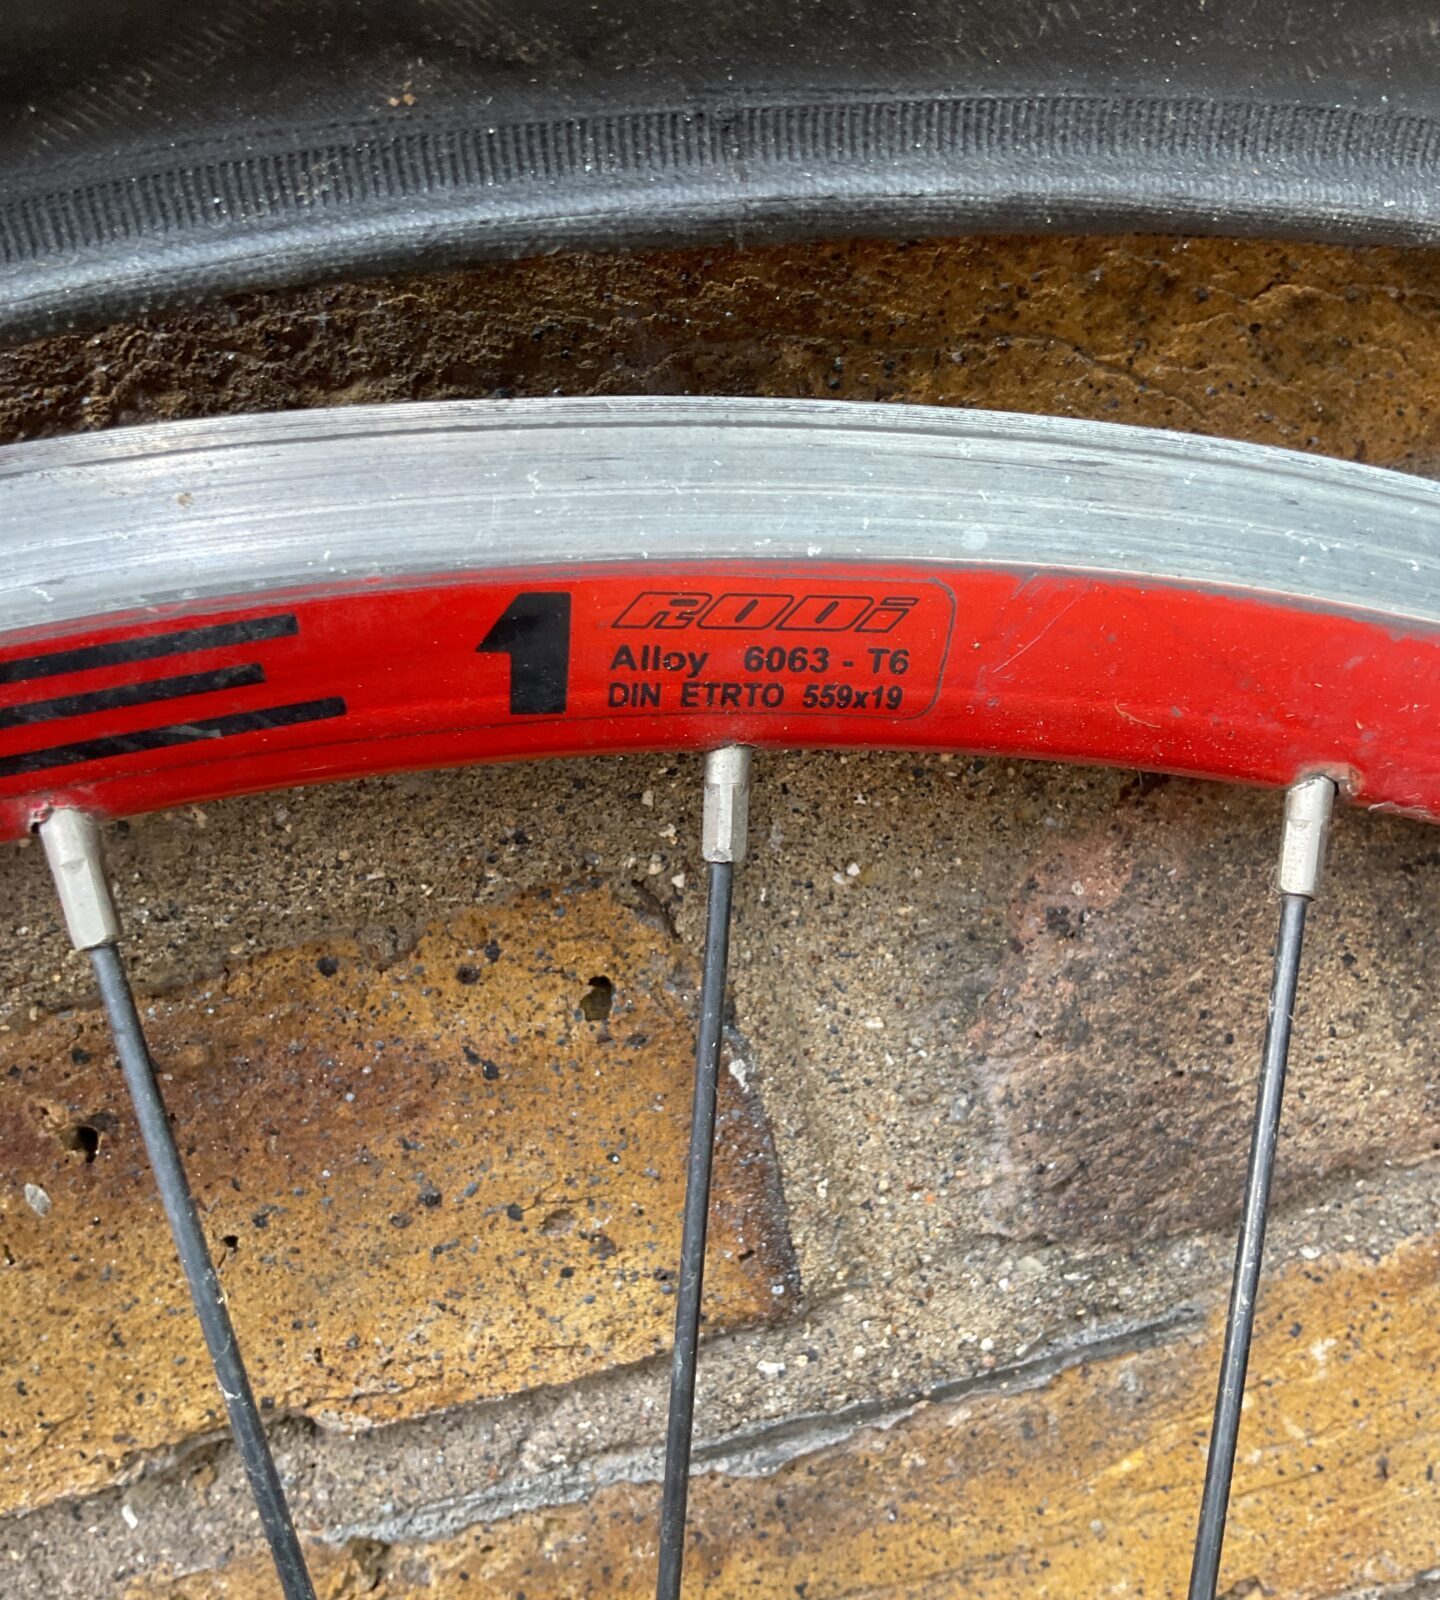 1
RODi
Alloy 6063 - T6
DIN ETRTO 559x19